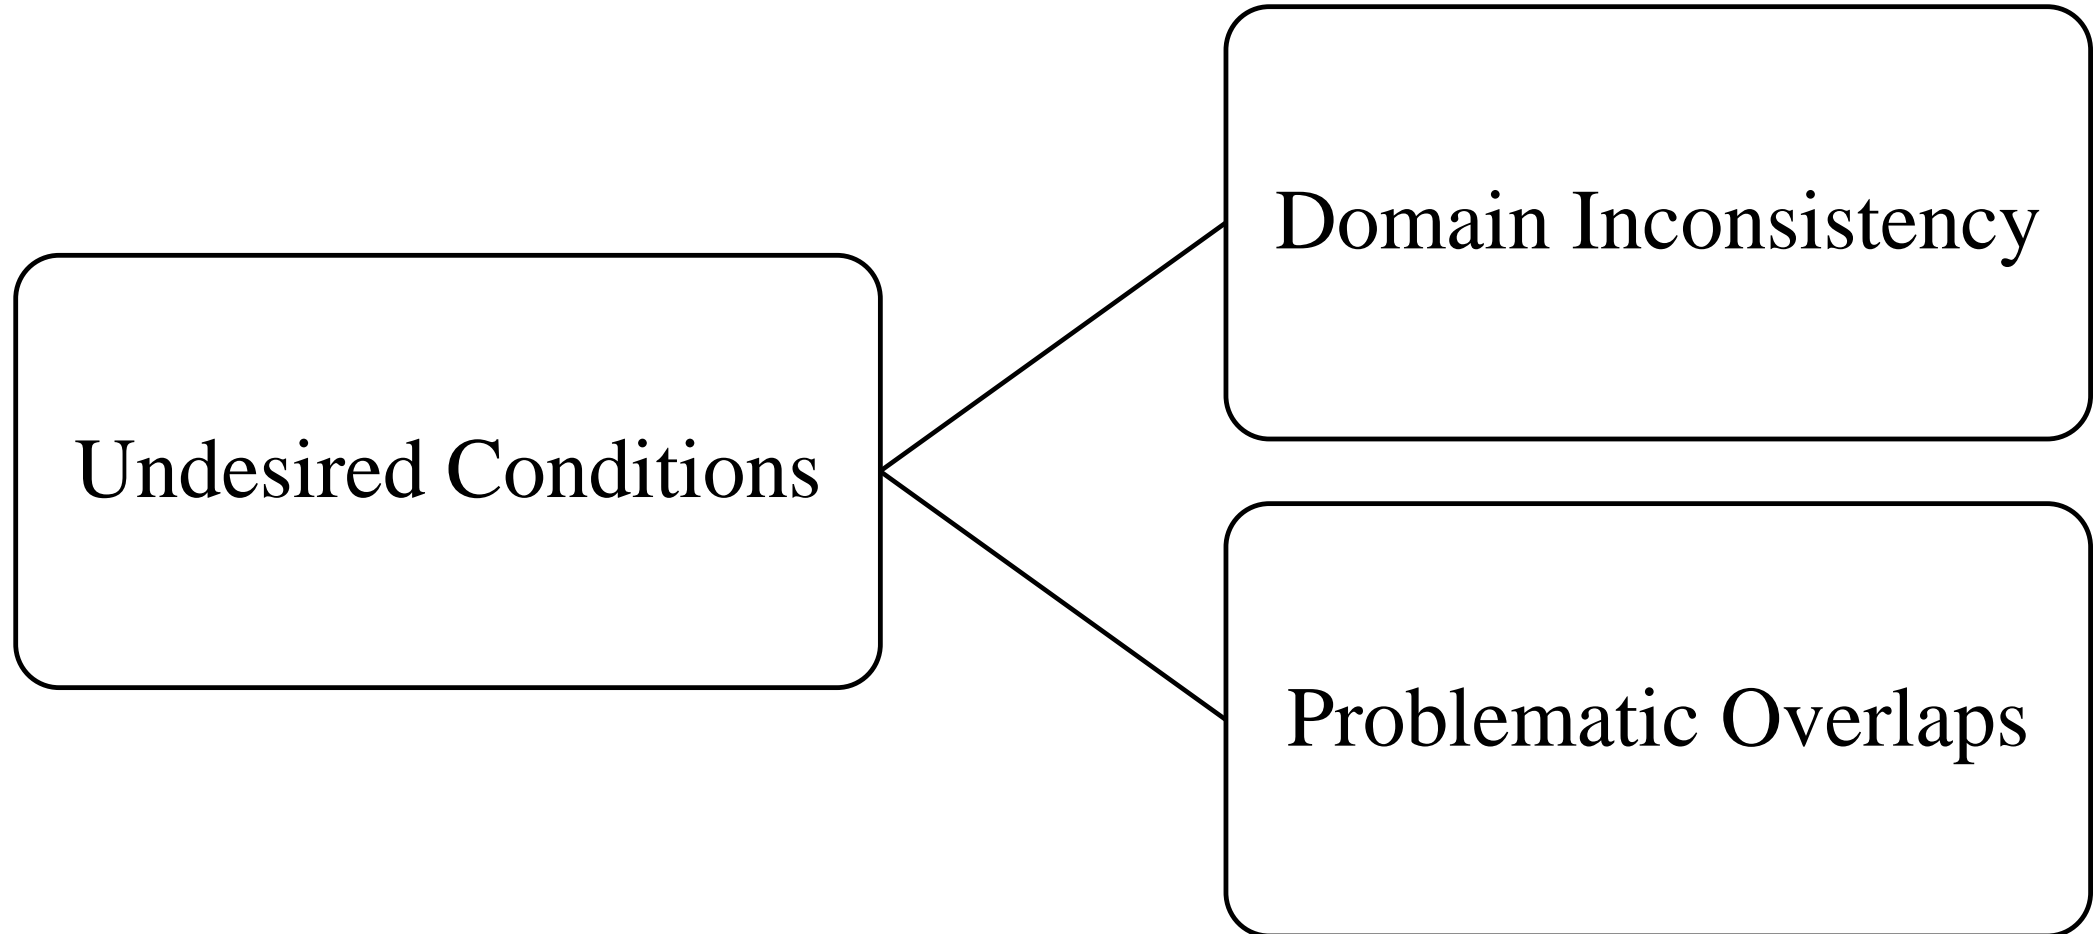 Undesired Conditions
Domain Inconsistency
Problematic Overlaps